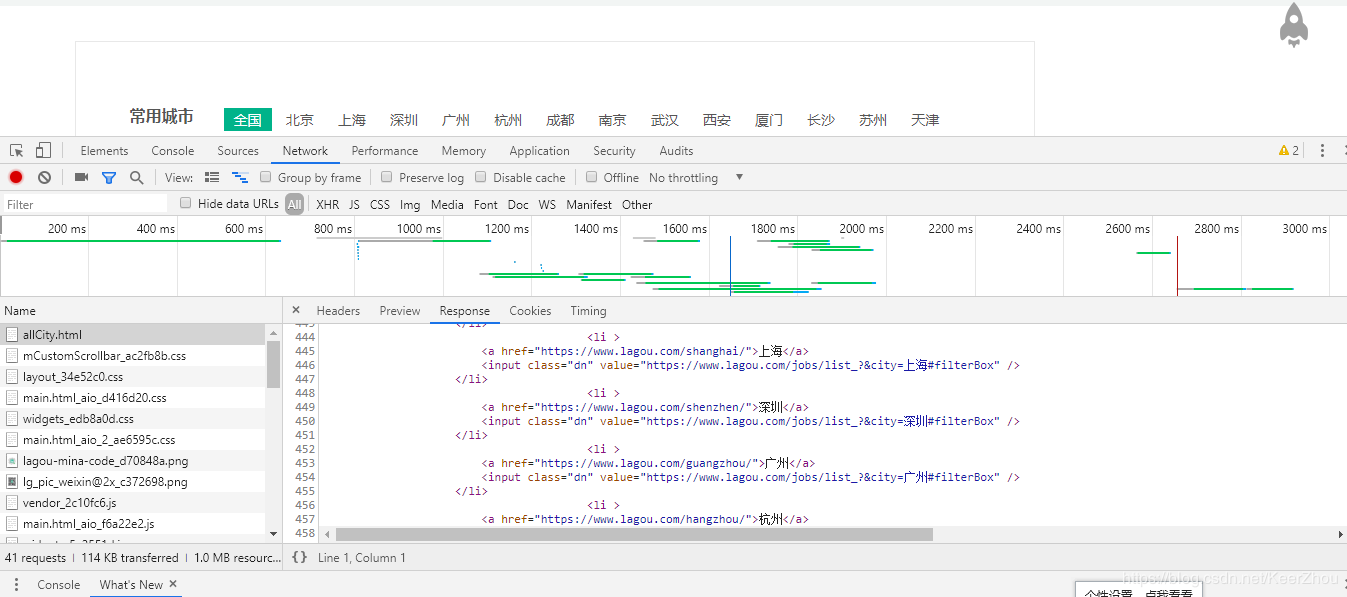 常用城市 全国 北京 上海 深圳 广州 杭州 成都 南京 武汉 西安 厦门 长沙 苏州 天津
Elements Console Sources Network Performance Memory Application Security Audits 2
View: Group by frame Preserve log Disable cache Offline No throttling
Filter Hide data URLs All XHR JS CSS Img Media Font Doc WS Manifest Other
200 ms 400 ms 600 ms 800 ms 1000 ms 1200 ms 1400 ms 1600 ms 1800 ms 2000 ms 2200 ms 2400 ms 2600 ms 2800 ms 3000 ms
Name
allCity.html
mCustomScrollbar_ac2fb8b.css
layout_34e52c0.css
main.html_aio_d416d20.css
widgets_edb8a0d.css
main.html_aio_2_ae6595c.css
lagou-mina-code_d70848a.png
lg_pic_weixin@2x_c372698.png
vendor_2c10fc6.js
main.html_aio_f6a22e2.js
41 requests | 114 KB transferred | 1.0 MB resourc...
× Headers Preview Response Cookies Timing
443 </li>
444 <li >
445 <a href="https://www.lagou.com/shanghai/">上海</a>
446 <input class="dn" value="https://www.lagou.com/jobs/list_?&city=上海#filterBox" />
447 </li>
448 <li >
449 <a href="https://www.lagou.com/shenzhen/">深圳</a>
450 <input class="dn" value="https://www.lagou.com/jobs/list_?&city=深圳#filterBox" />
451 </li>
452 <li >
453 <a href="https://www.lagou.com/guangzhou/">广州</a>
454 <input class="dn" value="https://www.lagou.com/jobs/list_?&city=广州#filterBox" />
455 </li>
456 <li >
457 <a href="https://www.lagou.com/hangzhou/">杭州</a>
458
{} Line 1, Column 1
Console What's New ×
https://blog.csdn.net/KeerZhou
个性设置，点我看看